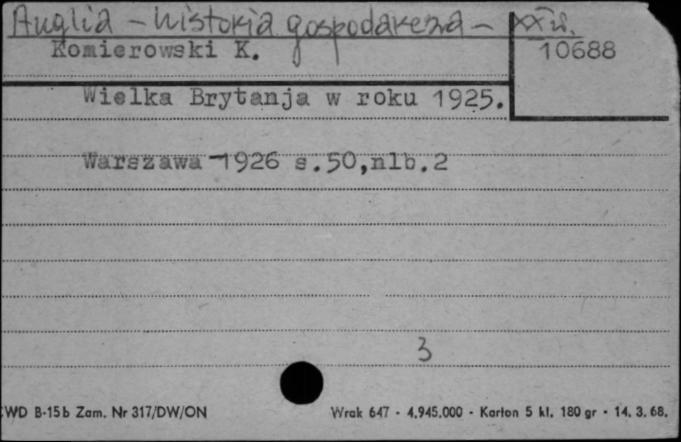 Anglia - historia gospodarcza - XX w.
Komierowski K. 10688
Wielka Brytanja w roku 1925.
Warszawa 1926 s.50,nlb.2
3
WD B-15b Zam. Nr 317/DW/ON Wrak 647 - 4.945.000 - Karton 5 kl. 180 gr - 14. 3. 68.